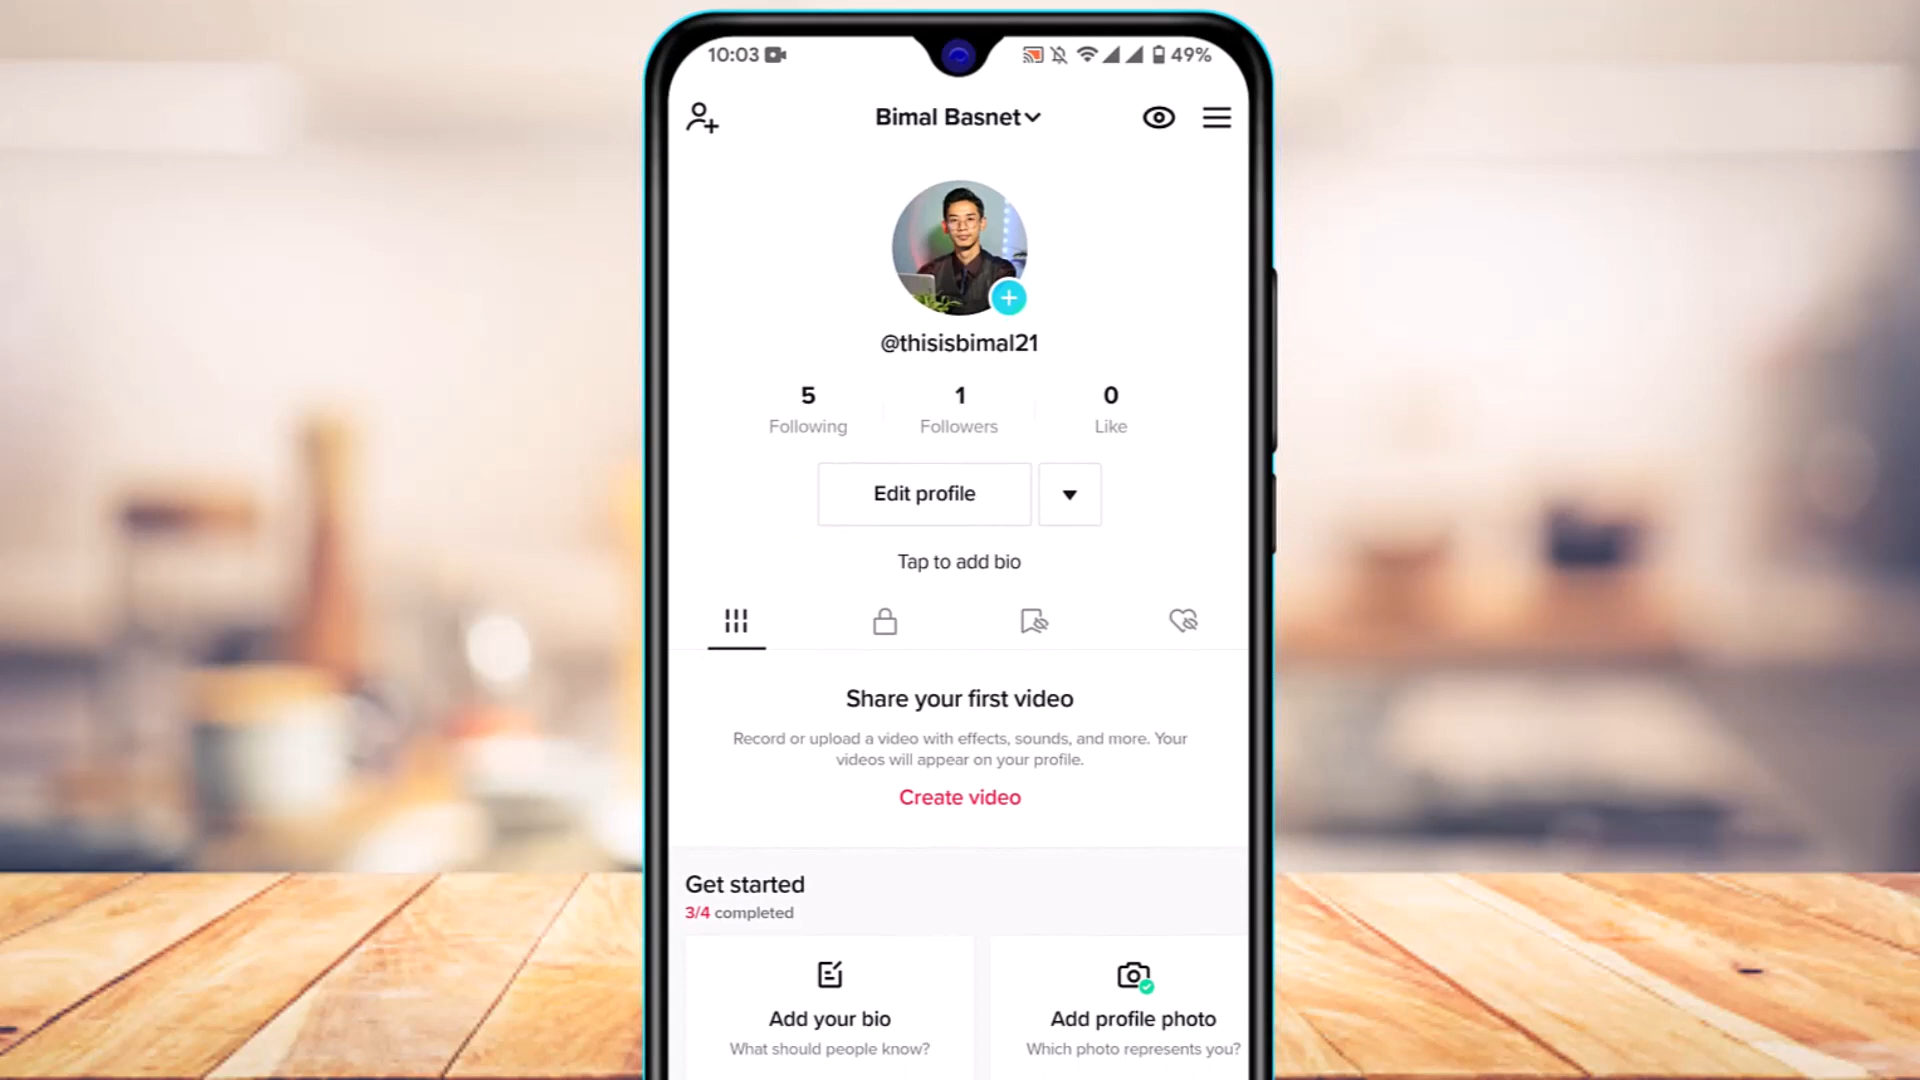 10:03
49%
Bimal Basnet
@thisisbimal21
5 1 0
Following Followers Like
Edit profile
Tap to add bio
Share your first video
Record or upload a video with effects, sounds, and more. Your
videos will appear on your profile.
Create video
Get started
3/4 completed
Add your bio
What should people know?
Add profile photo
Which photo represents you?